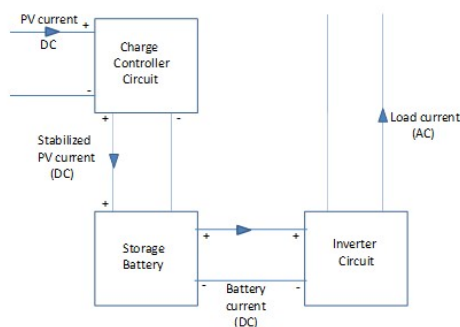 PV current
+
DC
-
Charge
Controller
Circuit
+
-
Stabilized
PV current
(DC)
Load current
(AC)
+
Storage
Battery
+
+
-
-
Inverter
Circuit
Battery
current
(DC)